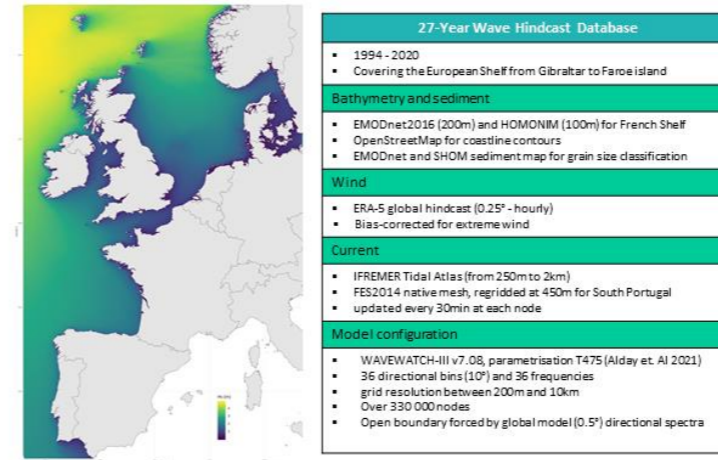 27-Year Wave Hindcast Database
▪ 1994 - 2020
▪ Covering the European Shelf from Gibraltar to Faroe island
Bathymetry and sediment
▪ EMODnet2016 (200m) and HOMONIM (100m) for French Shelf
▪ OpenStreetMap for coastline contours
▪ EMODnet and SHOM sediment map for grain size classification
Wind
▪ ERA-5 global hindcast (0.25° - hourly)
▪ Bias-corrected for extreme wind
Current
▪ IFREMER Tidal Atlas (from 250m to 2km)
▪ FES2014 native mesh, regridded at 450m for South Portugal
▪ updated every 30min at each node
Model configuration
▪ WAVEWATCH-III v7.08, parametrisation T475 (Alday et. Al 2021)
▪ 36 directional bins (10°) and 36 frequencies
▪ grid resolution between 200m and 10km
▪ Over 330 000 nodes
▪ Open boundary forced by global model (0.5°) directional spectra